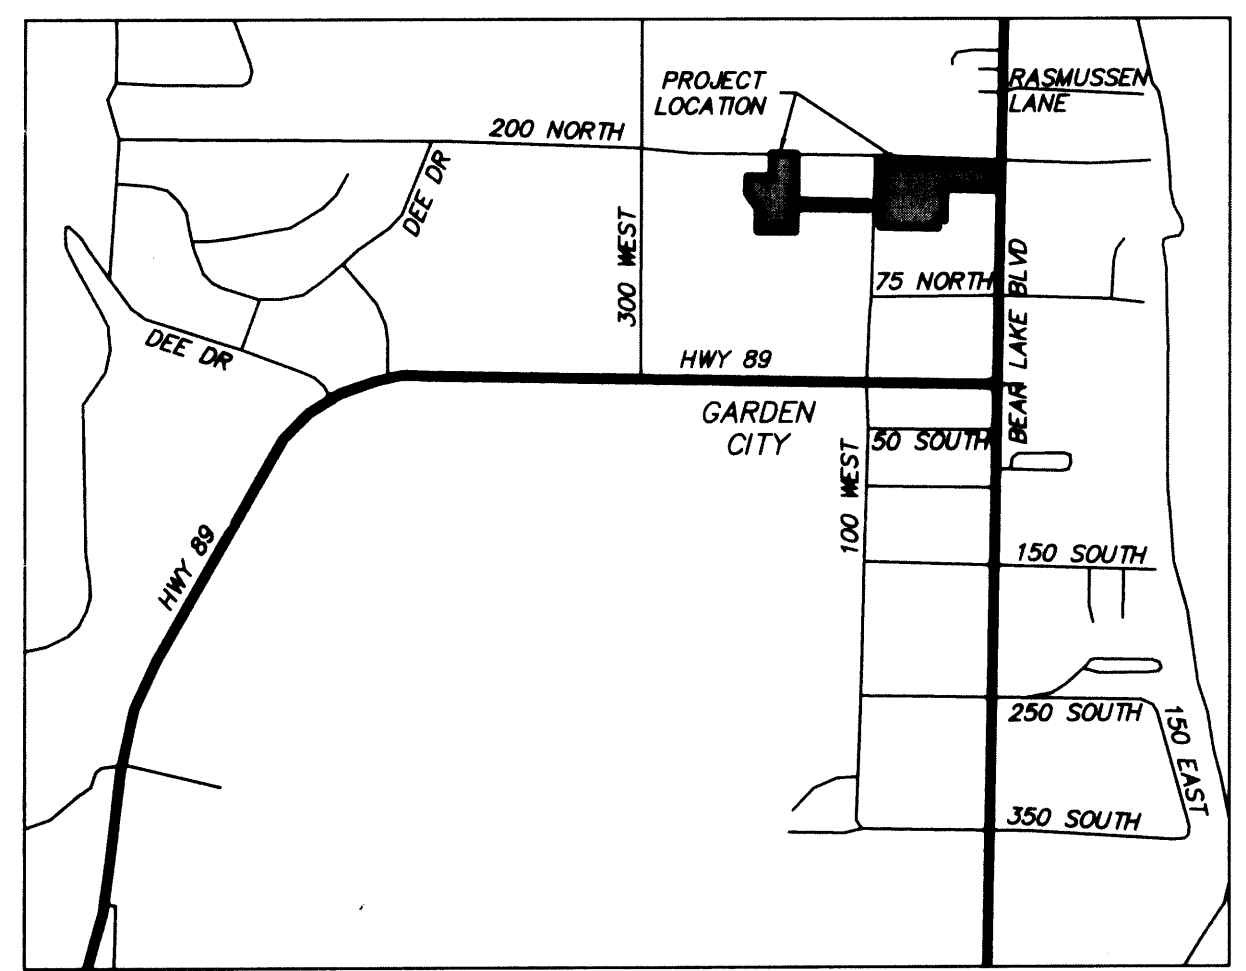 PROJECT
LOCATION
RASMUSSEN
LANE
200 NORTH
DEE DR
300 WEST
75 NORTH
BEAR LAKE BLVD
DEE DR
HWY 89
GARDEN
CITY
50 SOUTH
100 WEST
HWY 89
150 SOUTH
250 SOUTH
150 EAST
350 SOUTH